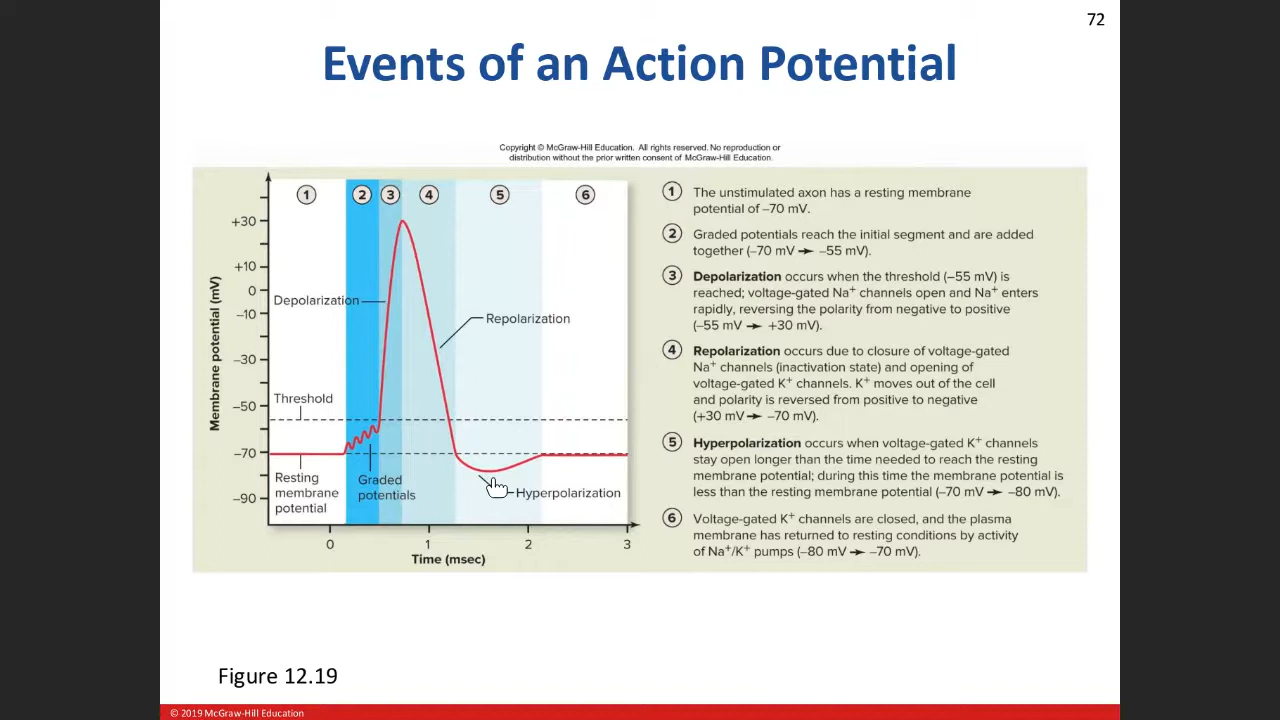 72
Events of an Action Potential
Copyright © McGraw-Hill Education. All rights reserved. No reproduction or
distribution without the prior written consent of McGraw-Hill Education.
1
2
3
4
5
6
+30
+10
0
–10
–30
–50
–70
–90
Membrane potential (mV)
Depolarization
Repolarization
Threshold
Resting
membrane
potential
Graded
potentials
Hyperpolarization
0
1
2
3
Time (msec)
1 The unstimulated axon has a resting membrane
potential of –70 mV.
2 Graded potentials reach the initial segment and are added
together (–70 mV → –55 mV).
3 Depolarization occurs when the threshold (–55 mV) is
reached; voltage-gated Na+ channels open and Na+ enters
rapidly, reversing the polarity from negative to positive
(–55 mV → +30 mV).
4 Repolarization occurs due to closure of voltage-gated
Na+ channels (inactivation state) and opening of
voltage-gated K+ channels. K+ moves out of the cell
and polarity is reversed from positive to negative
(+30 mV → –70 mV).
5 Hyperpolarization occurs when voltage-gated K+ channels
stay open longer than the time needed to reach the resting
membrane potential; during this time the membrane potential is
less than the resting membrane potential (–70 mV → –80 mV).
6 Voltage-gated K+ channels are closed, and the plasma
membrane has returned to resting conditions by activity
of Na+/K+ pumps (–80 mV → –70 mV).
Figure 12.19
© 2019 McGraw-Hill Education